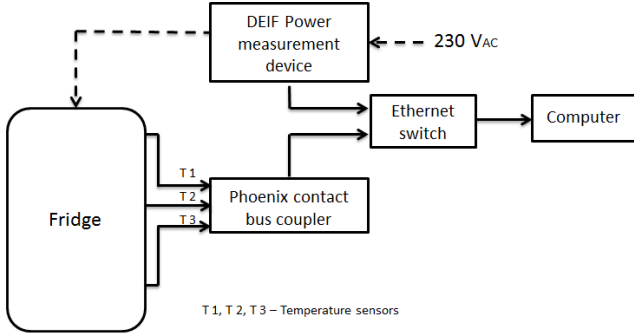 DEIF Power
measurement
device
230 VAC
Ethernet
switch
Computer
T 1
T 2
T 3
Phoenix contact
bus coupler
Fridge
T 1, T 2, T 3 – Temperature sensors